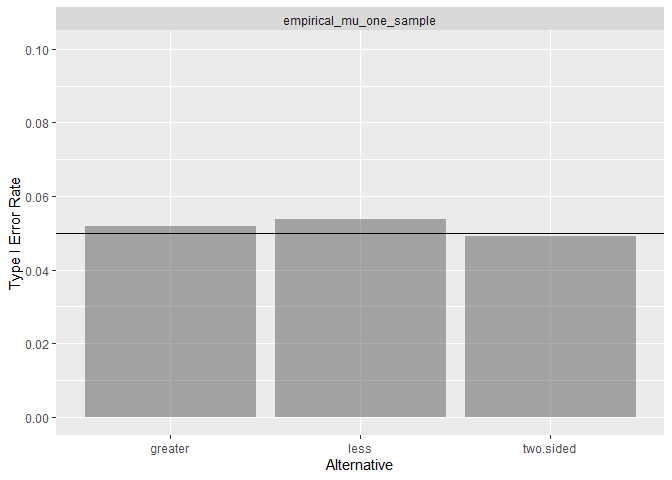 empirical_mu_one_sample
Type I Error Rate
0.10
0.08
0.06
0.04
0.02
0.00
greater less two.sided
Alternative